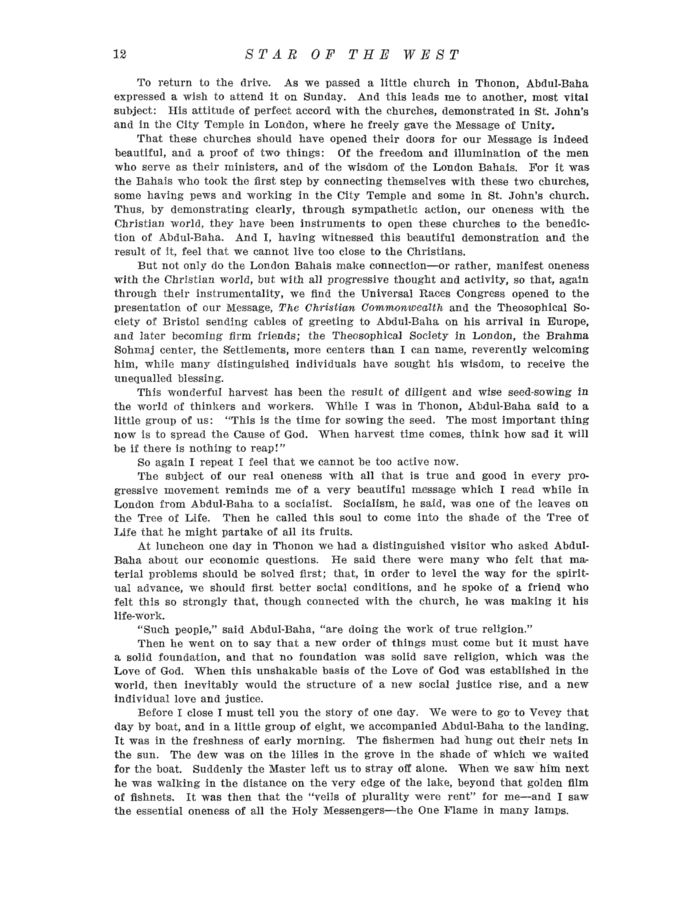 12 STAR OF THE WEST
To return to the drive. As we passed a little church in Thonon, Abdul-Baha
expressed a wish to attend it on Sunday. And this leads me to another, most vital
subject: His attitude of perfect accord with the churches, demonstrated in St. John's
and in the City Temple in London, where he freely gave the Message of Unity.
That these churches should have opened their doors for our Message is indeed
beautiful, and a proof of two things: Of the freedom and illumination of the men
who serve as their ministers, and of the wisdom of the London Bahais. For it was
the Bahais who took the first step by connecting themselves with these two churches,
some having pews and working in the City Temple and some in St. John's church.
Thus, by demonstrating clearly, through sympathetic action, our oneness with the
Christian world, they have been instruments to open these churches to the benedic-
tion of Abdul-Baha. And I, having witnessed this beautiful demonstration and the
result of it, feel that we cannot live too close to the Christians.
But not only do the London Bahais make connection—or rather, manifest oneness
with the Christian world, but with all progressive thought and activity, so that, again
through their instrumentality, we find the Universal Races Congress opened to the
presentation of our Message, The Christian Commonwealth and the Theosophical So-
ciety of Bristol sending cables of greeting to Abdul-Baha on his arrival in Europe,
and later becoming firm friends; the Theosophical Society in London, the Brahma
Sohmaj center, the Settlements, more centers than I can name, reverently welcoming
him, while many distinguished individuals have sought his wisdom, to receive the
unequalled blessing.
This wonderful harvest has been the result of diligent and wise seed-sowing in
the world of thinkers and workers. While I was in Thonon, Abdul-Baha said to a
little group of us: "This is the time for sowing the seed. The most important thing
now is to spread the Cause of God. When harvest time comes, think how sad it will
be if there is nothing to reap!"
So again I repeat I feel that we cannot be too active now.
The subject of our real oneness with all that is true and good in every pro-
gressive movement reminds me of a very beautiful message which I read while in
London from Abdul-Baha to a socialist. Socialism, he said, was one of the leaves on
the Tree of Life. Then he called this soul to come into the shade of the Tree of
Life that he might partake of all its fruits.
At luncheon one day in Thonon we had a distinguished visitor who asked Abdul-
Baha about our economic questions. He said there were many who felt that ma-
terial problems should be solved first; that, in order to level the way for the spirit-
ual advance, we should first better social conditions, and he spoke of a friend who
felt this so strongly that, though connected with the church, he was making it his
life-work.
"Such people," said Abdul-Baha, "are doing the work of true religion."
Then he went on to say that a new order of things must come but it must have
a solid foundation, and that no foundation was solid save religion, which was the
Love of God. When this unshakable basis of the Love of God was established in the
world, then inevitably would the structure of a new social justice rise, and a new
individual love and justice.
Before I close I must tell you the story of one day. We were to go to Vevey that
day by boat, and in a little group of eight, we accompanied Abdul-Baha to the landing.
It was in the freshness of early morning. The fishermen had hung out their nets in
the sun. The dew was on the lilies in the grove in the shade of which we waited
for the boat. Suddenly the Master left us to stray off alone. When we saw him next
he was walking in the distance on the very edge of the lake, beyond that golden film
of fishnets. It was then that the "veils of plurality were rent" for me—and I saw
the essential oneness of all the Holy Messengers—the One Flame in many lamps.